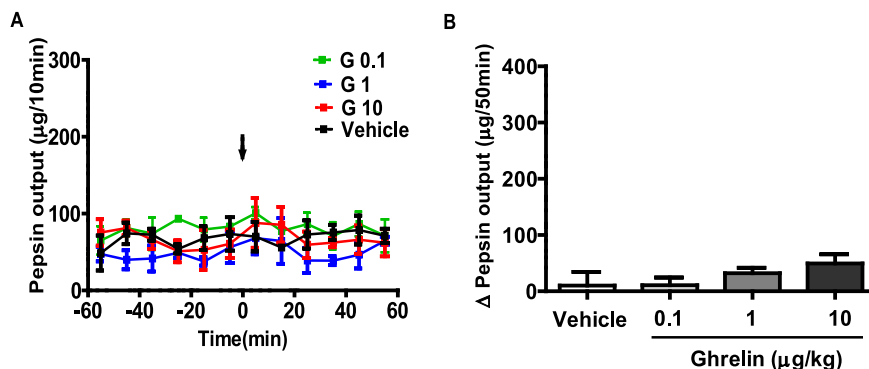 A
Pepsin output (μg/10min)
300
200
100
0
-60 -40 -20 0 20 40 60
Time(min)
G 0.1
G 1
G 10
Vehicle
B
Δ Pepsin output (μg/50min)
400
300
200
100
0
Vehicle 0.1 1 10
Ghrelin (μg/kg)